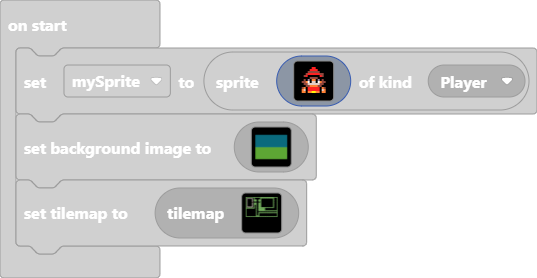 on start
set mySprite to sprite of kind Player
set background image to
set tilemap to tilemap